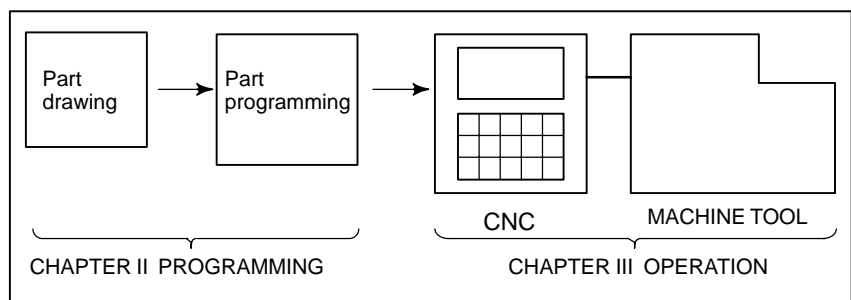 Part
drawing
Part
programming
CNC
MACHINE TOOL
CHAPTER II PROGRAMMING
CHAPTER III OPERATION